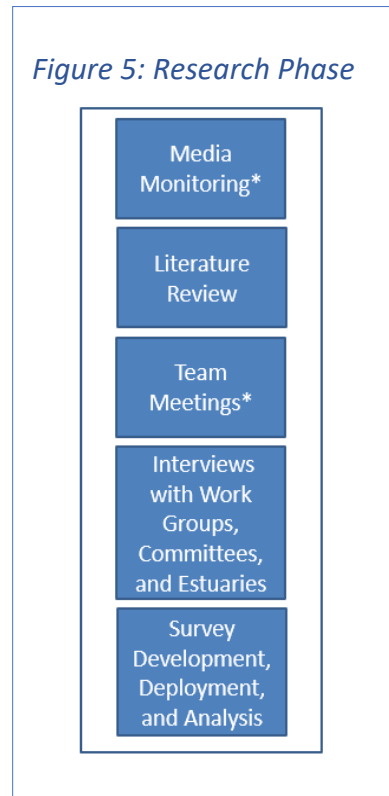 Figure 5: Research Phase
Media
Monitoring*
Literature
Review
Team
Meetings*
Interviews
with Work
Groups,
Committees,
and Estuaries
Survey
Development,
Deployment,
and Analysis